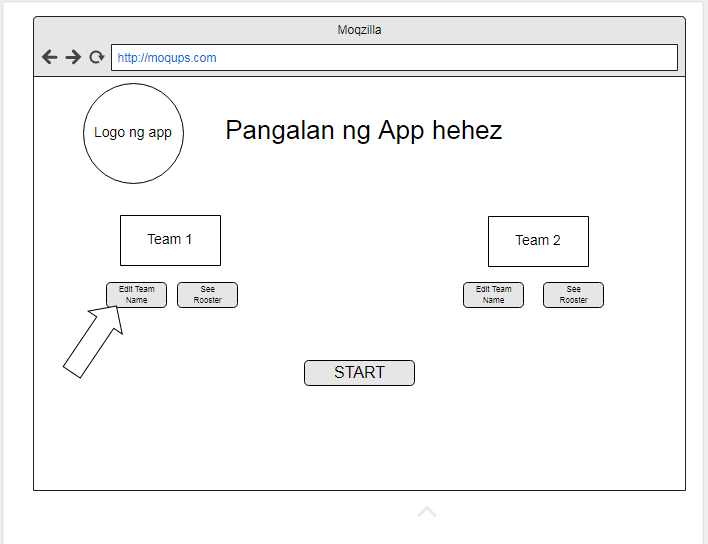 Moqzilla
http://moqups.com
Logo ng app
Pangalan ng App hehez
Team 1
Team 2
Edit Team
Name
See
Rooster
Edit Team
Name
See
Rooster
START